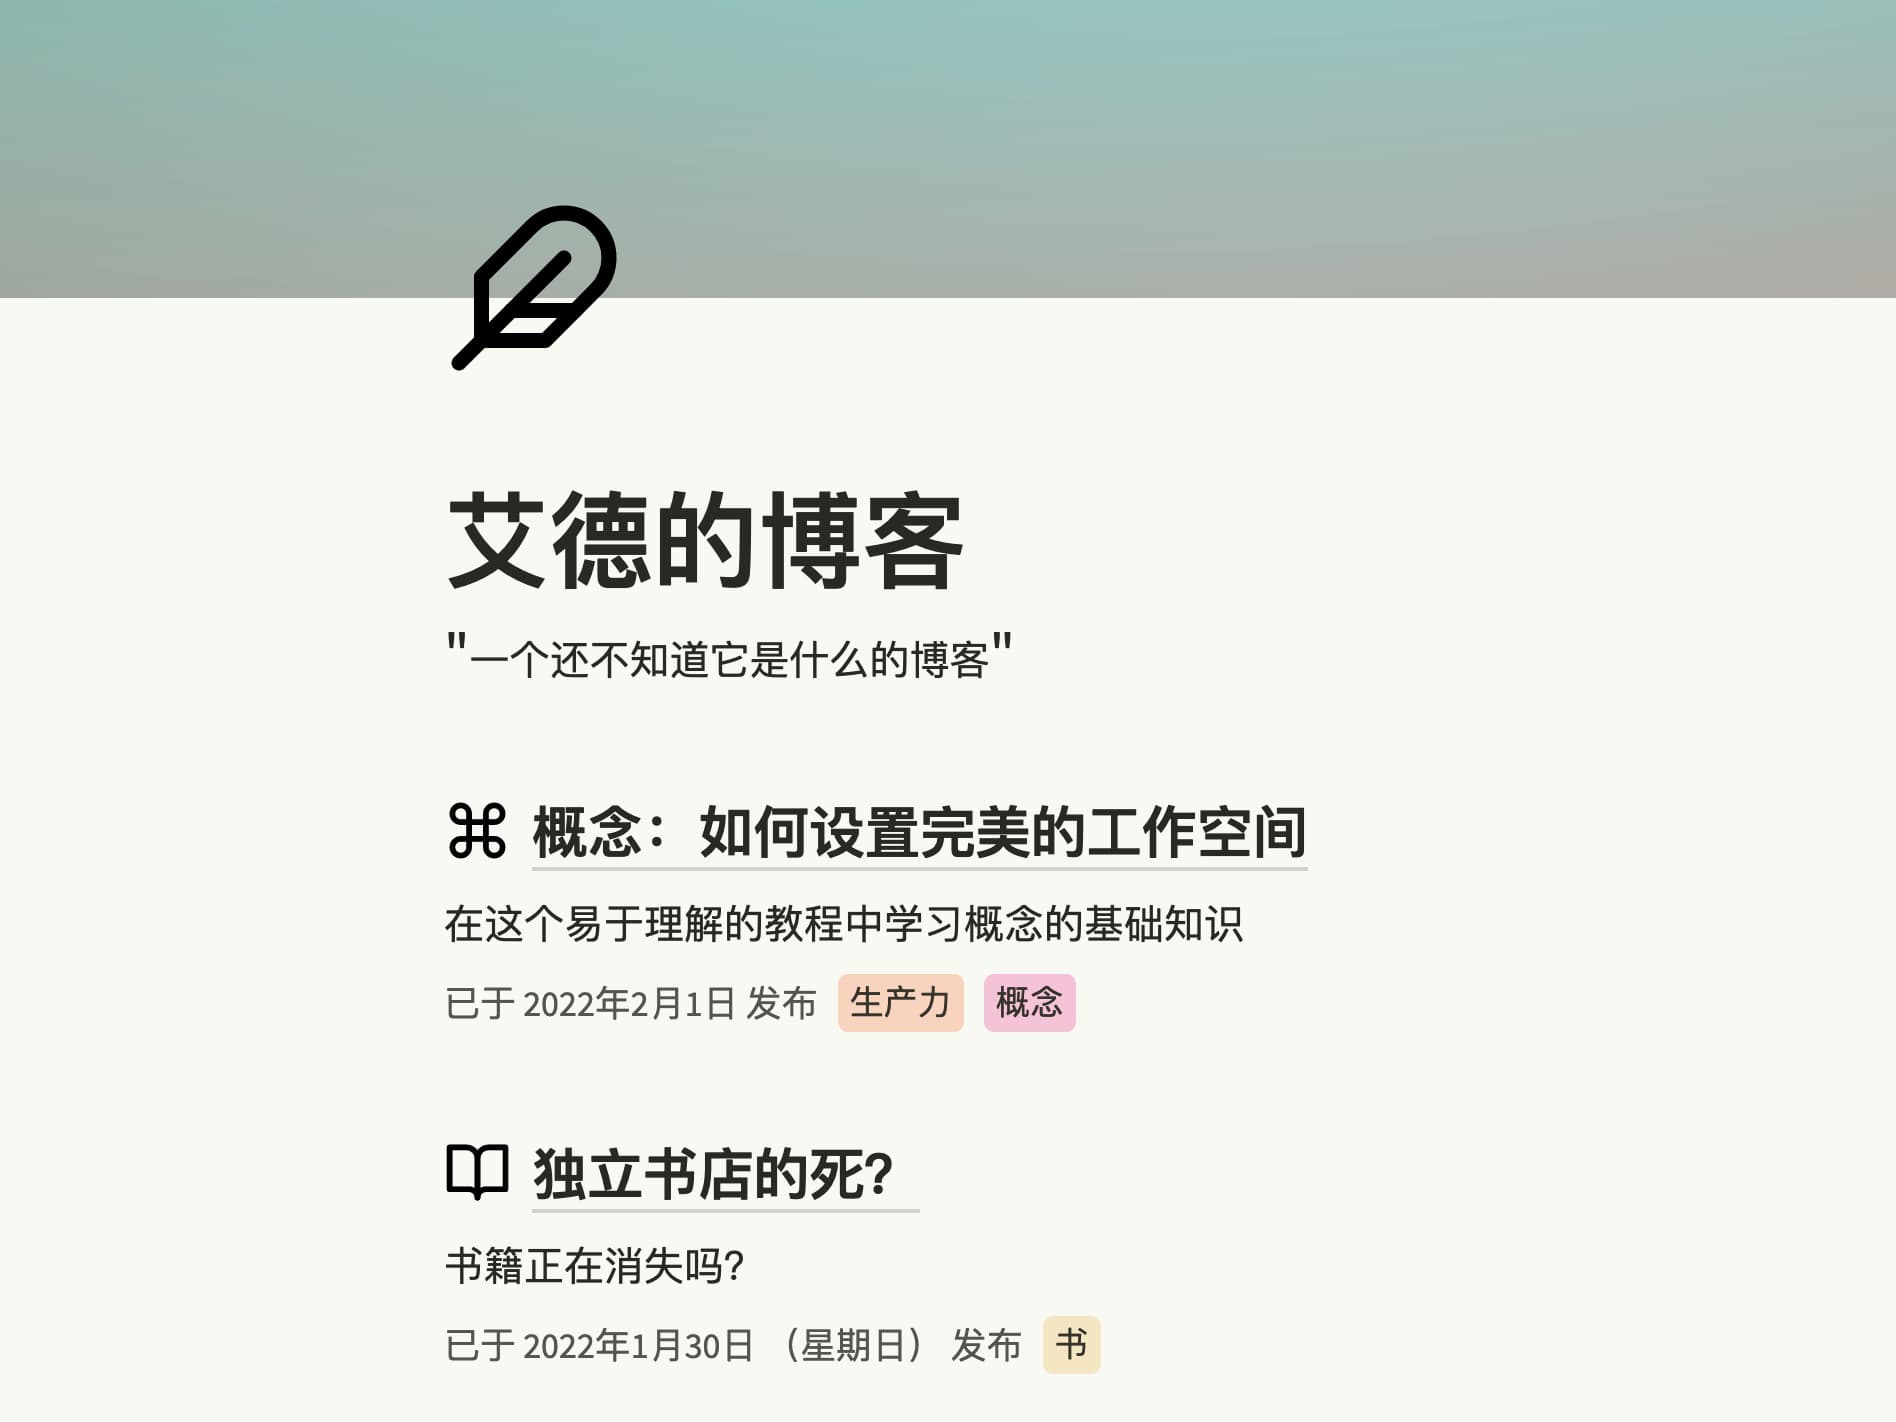 艾德的博客
"一个还不知道它是什么的博客"
概念：如何设置完美的工作空间
在这个易于理解的教程中学习概念的基础知识
已于 2022年2月1日 发布 生产力 概念
独立书店的死?
书籍正在消失吗?
已于 2022年1月30日 （星期日） 发布 书